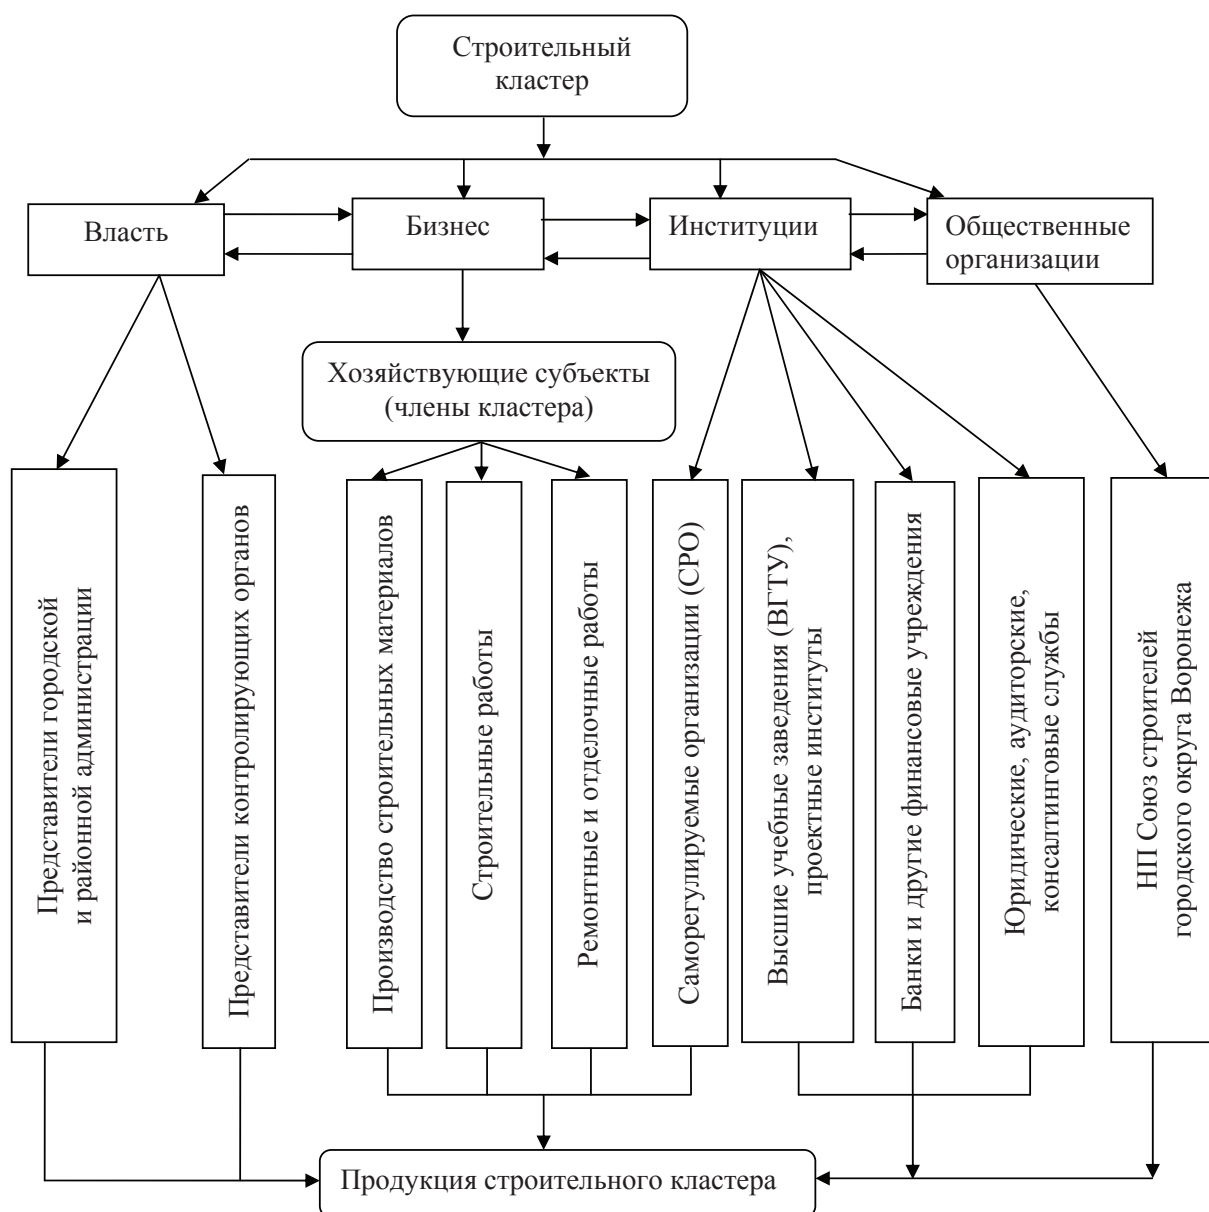 Строительный
кластер
Власть
Бизнес
Институции
Общественные
организации
Хозяйствующие субъекты
(члены кластера)
Представители городской
и районной администрации
Представители контролирующих органов
Производство строительных материалов
Строительные работы
Ремонтные и отделочные работы
Саморегулируемые организации (СРО)
Высшие учебные заведения (ВГТУ),
проектные институты
Банки и другие финансовые учреждения
Юридические, аудиторские,
консалтинговые службы
НП Союз строителей
городского округа Воронежа
Продукция строительного кластера